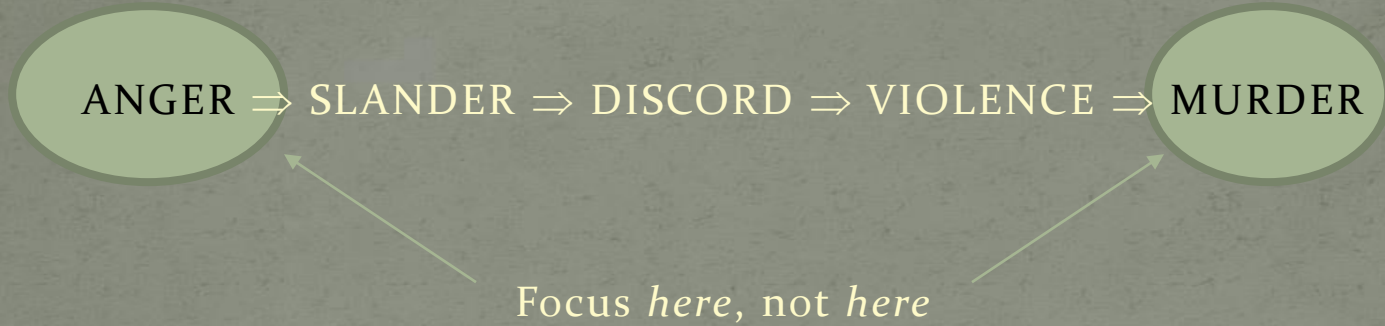 ANGER ⇒ SLANDER ⇒ DISCORD ⇒ VIOLENCE ⇒ MURDER
Focus here, not here